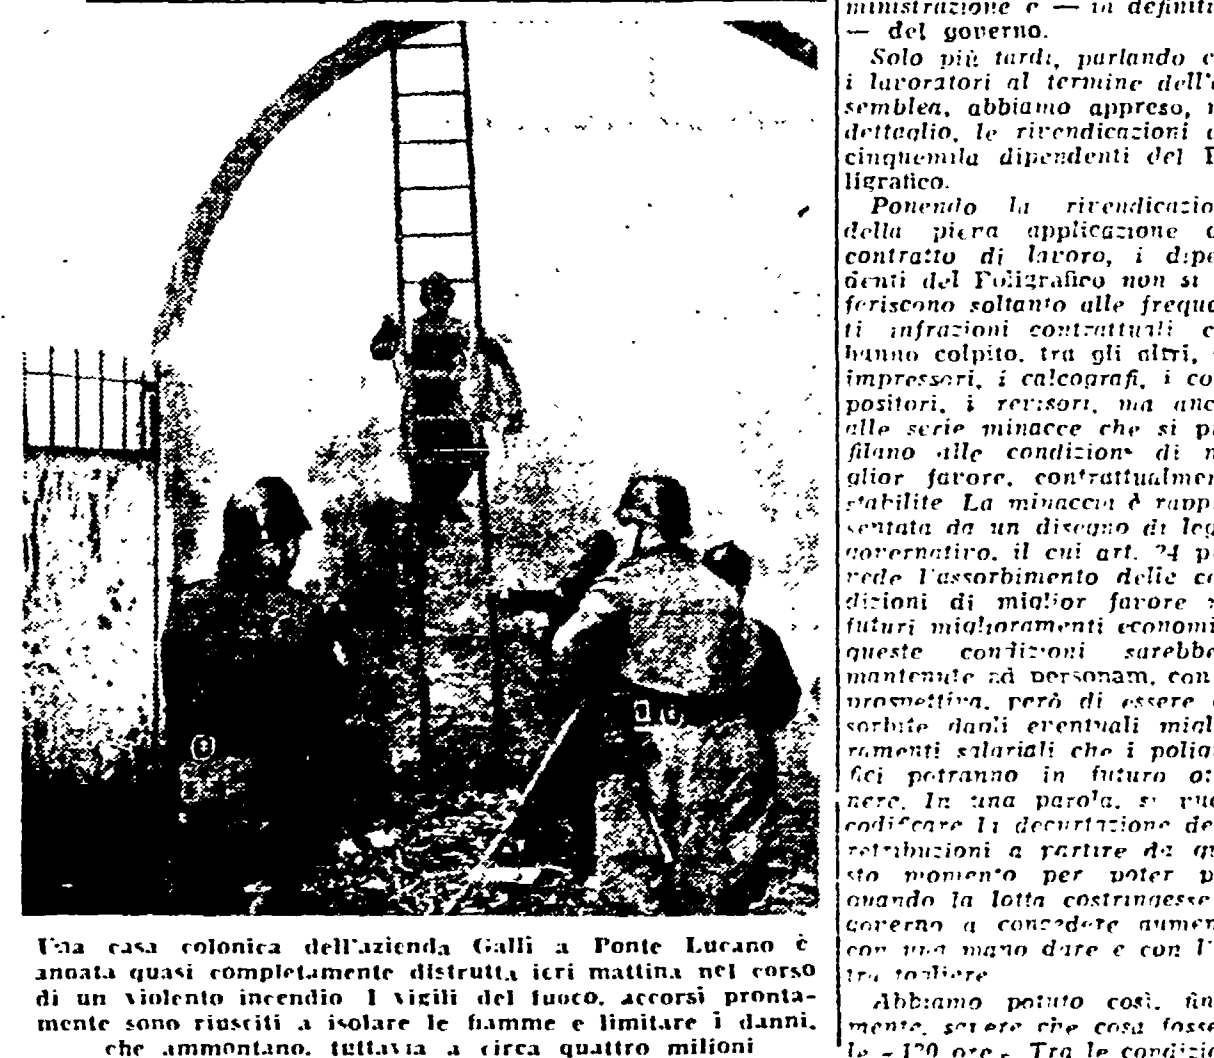 Una casa colonica dell'azienda Galli a Ponte Lucano è
andata quasi completamente distrutta ieri mattina nel corso
di un violento incendio I vigili del fuoco, accorsi pronta-
mente sono riusciti a isolare le fiamme e limitare i danni,
che ammontano, tuttavia a circa quattro milioni
ministrazione e — in definiti
— del governo.
Solo più tardi, parlando c
i lavoratori al termine dell'a
semblea, abbiamo appreso, n
dettaglio, le rivendicazioni d
cinquemila dipendenti del P
ligrafico.
Ponendo la rivendicazio
della piena applicazione d
contratto di lavoro, i dipe
denti del Poligrafico non si
feriscono soltanto alle freque
ti infrazioni contrattuali c
hanno colpito, tra gli altri,
impressori, i calcografi, i co
positori, i revisori, ma anc
alle serie minacce che si p
filano alle condizioni di m
glior favore, contrattualmen
stabilite La minaccia è rapp
sentata da un disegno di leg
governativo, il cui art. 24 p
vede l'assorbimento delle co
dizioni di miglior favore n
futuri miglioramenti economi
queste condizioni sarebbe
mantenute ad personam, con
prospettiva, però di essere
sorbite dagli eventuali migl
ramenti salariali che i poligr
fici potranno in futuro ot
nere. In una parola, si vuo
codificare la decurtazione de
retribuzioni a partire da qu
sto momento per poter p
quando la lotta costringesse
governo a concedere aumen
con una mano dare e con l'
tra togliere
Abbiamo potuto così, fin
mente, sapere che cosa fosse
le «120 ore». Tra le condizi